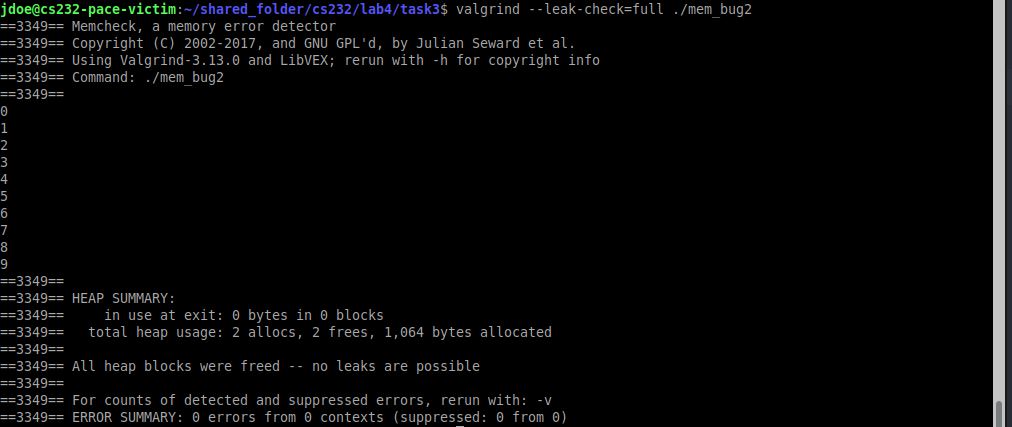 jdoe@cs232-pace-victim:~/shared_folder/cs232/lab4/task3$ valgrind --leak-check=full ./mem_bug2
==3349== Memcheck, a memory error detector
==3349== Copyright (C) 2002-2017, and GNU GPL'd, by Julian Seward et al.
==3349== Using Valgrind-3.13.0 and LibVEX; rerun with -h for copyright info
==3349== Command: ./mem_bug2
==3349==
0
1
2
3
4
5
6
7
8
9
==3349==
==3349== HEAP SUMMARY:
==3349==     in use at exit: 0 bytes in 0 blocks
==3349==   total heap usage: 2 allocs, 2 frees, 1,064 bytes allocated
==3349==
==3349== All heap blocks were freed -- no leaks are possible
==3349==
==3349== For counts of detected and suppressed errors, rerun with: -v
==3349== ERROR SUMMARY: 0 errors from 0 contexts (suppressed: 0 from 0)